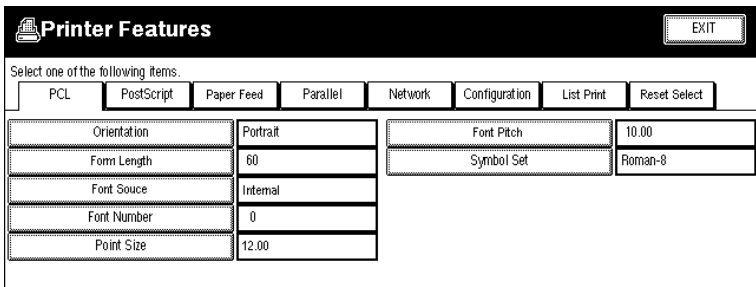 Printer Features
EXIT
Select one of the following items.
PCL PostScript Paper Feed Parallel Network Configuration List Print Reset Select
Orientation Portrait Font Pitch 10.00
Form Length 60 Symbol Set Roman-8
Font Souce Internal
Font Number 0
Point Size 12.00